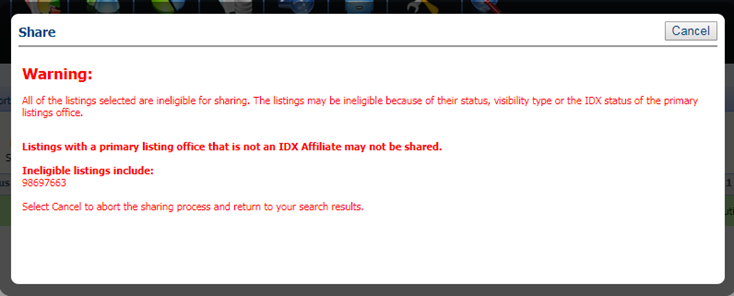 Share
Cancel
Warning:
All of the listings selected are ineligible for sharing. The listings may be ineligible because of their status, visibility type or the IDX status of the primary
listings office.
Listings with a primary listing office that is not an IDX Affiliate may not be shared.
Ineligible listings include:
98697663
Select Cancel to abort the sharing process and return to your search results.